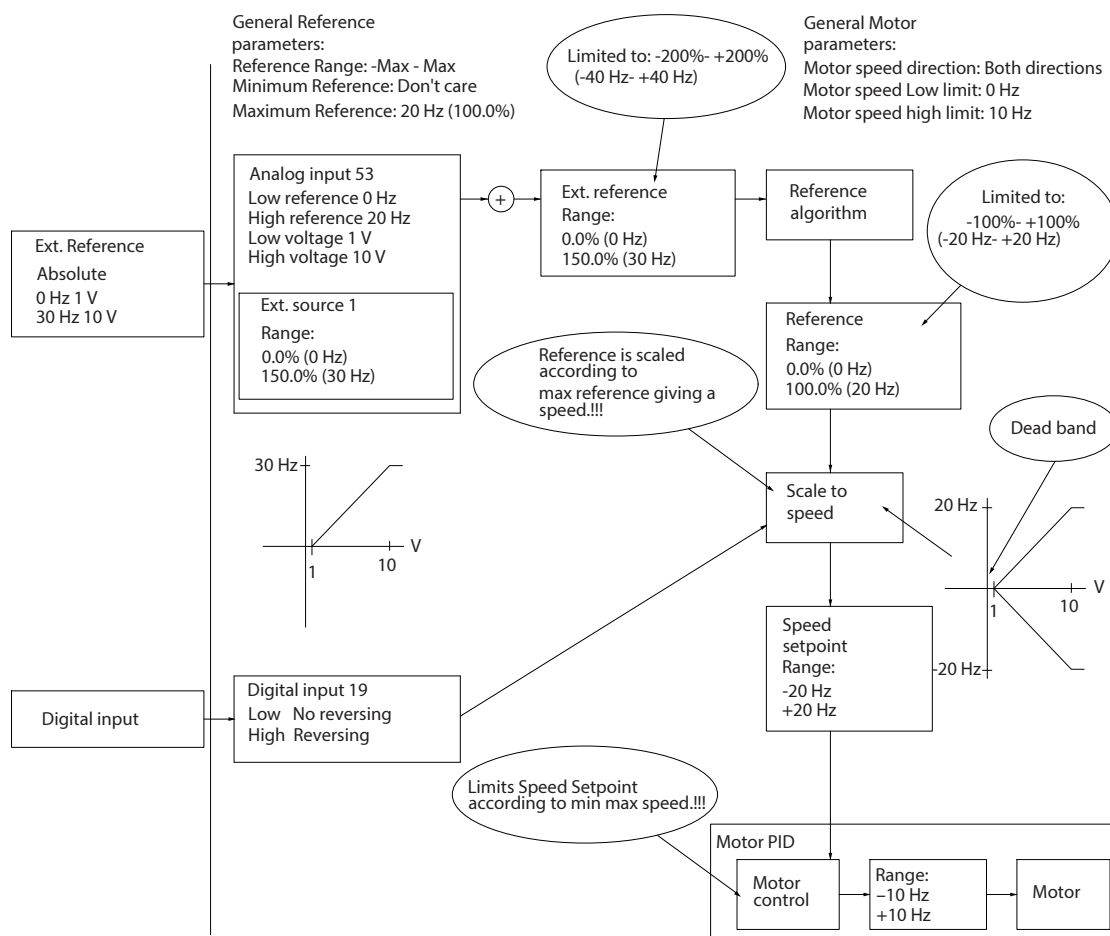 General Reference
parameters:
Reference Range: -Max - Max
Minimum Reference: Don't care
Maximum Reference: 20 Hz (100.0%)
Limited to: -200%- +200%
(-40 Hz- +40 Hz)
General Motor
parameters:
Motor speed direction: Both directions
Motor speed Low limit: 0 Hz
Motor speed high limit: 10 Hz
Ext. Reference
Absolute
0 Hz 1 V
30 Hz 10 V
Analog input 53
Low reference 0 Hz
High reference 20 Hz
Low voltage 1 V
High voltage 10 V
Ext. source 1
Range:
0.0% (0 Hz)
150.0% (30 Hz)
+
Ext. reference
Range:
0.0% (0 Hz)
150.0% (30 Hz)
Reference
algorithm
Limited to:
-100%- +100%
(-20 Hz- +20 Hz)
Reference
Range:
0.0% (0 Hz)
100.0% (20 Hz)
Reference is scaled
according to
max reference giving a
speed.!!!
Dead band
30 Hz
1
10
V
Scale to
speed
20 Hz
V
1
10
-20 Hz
Speed
setpoint
Range:
-20 Hz
+20 Hz
Digital input
Digital input 19
Low No reversing
High Reversing
Limits Speed Setpoint
according to min max speed.!!!
Motor PID
Motor
control
Range:
–10 Hz
+10 Hz
Motor